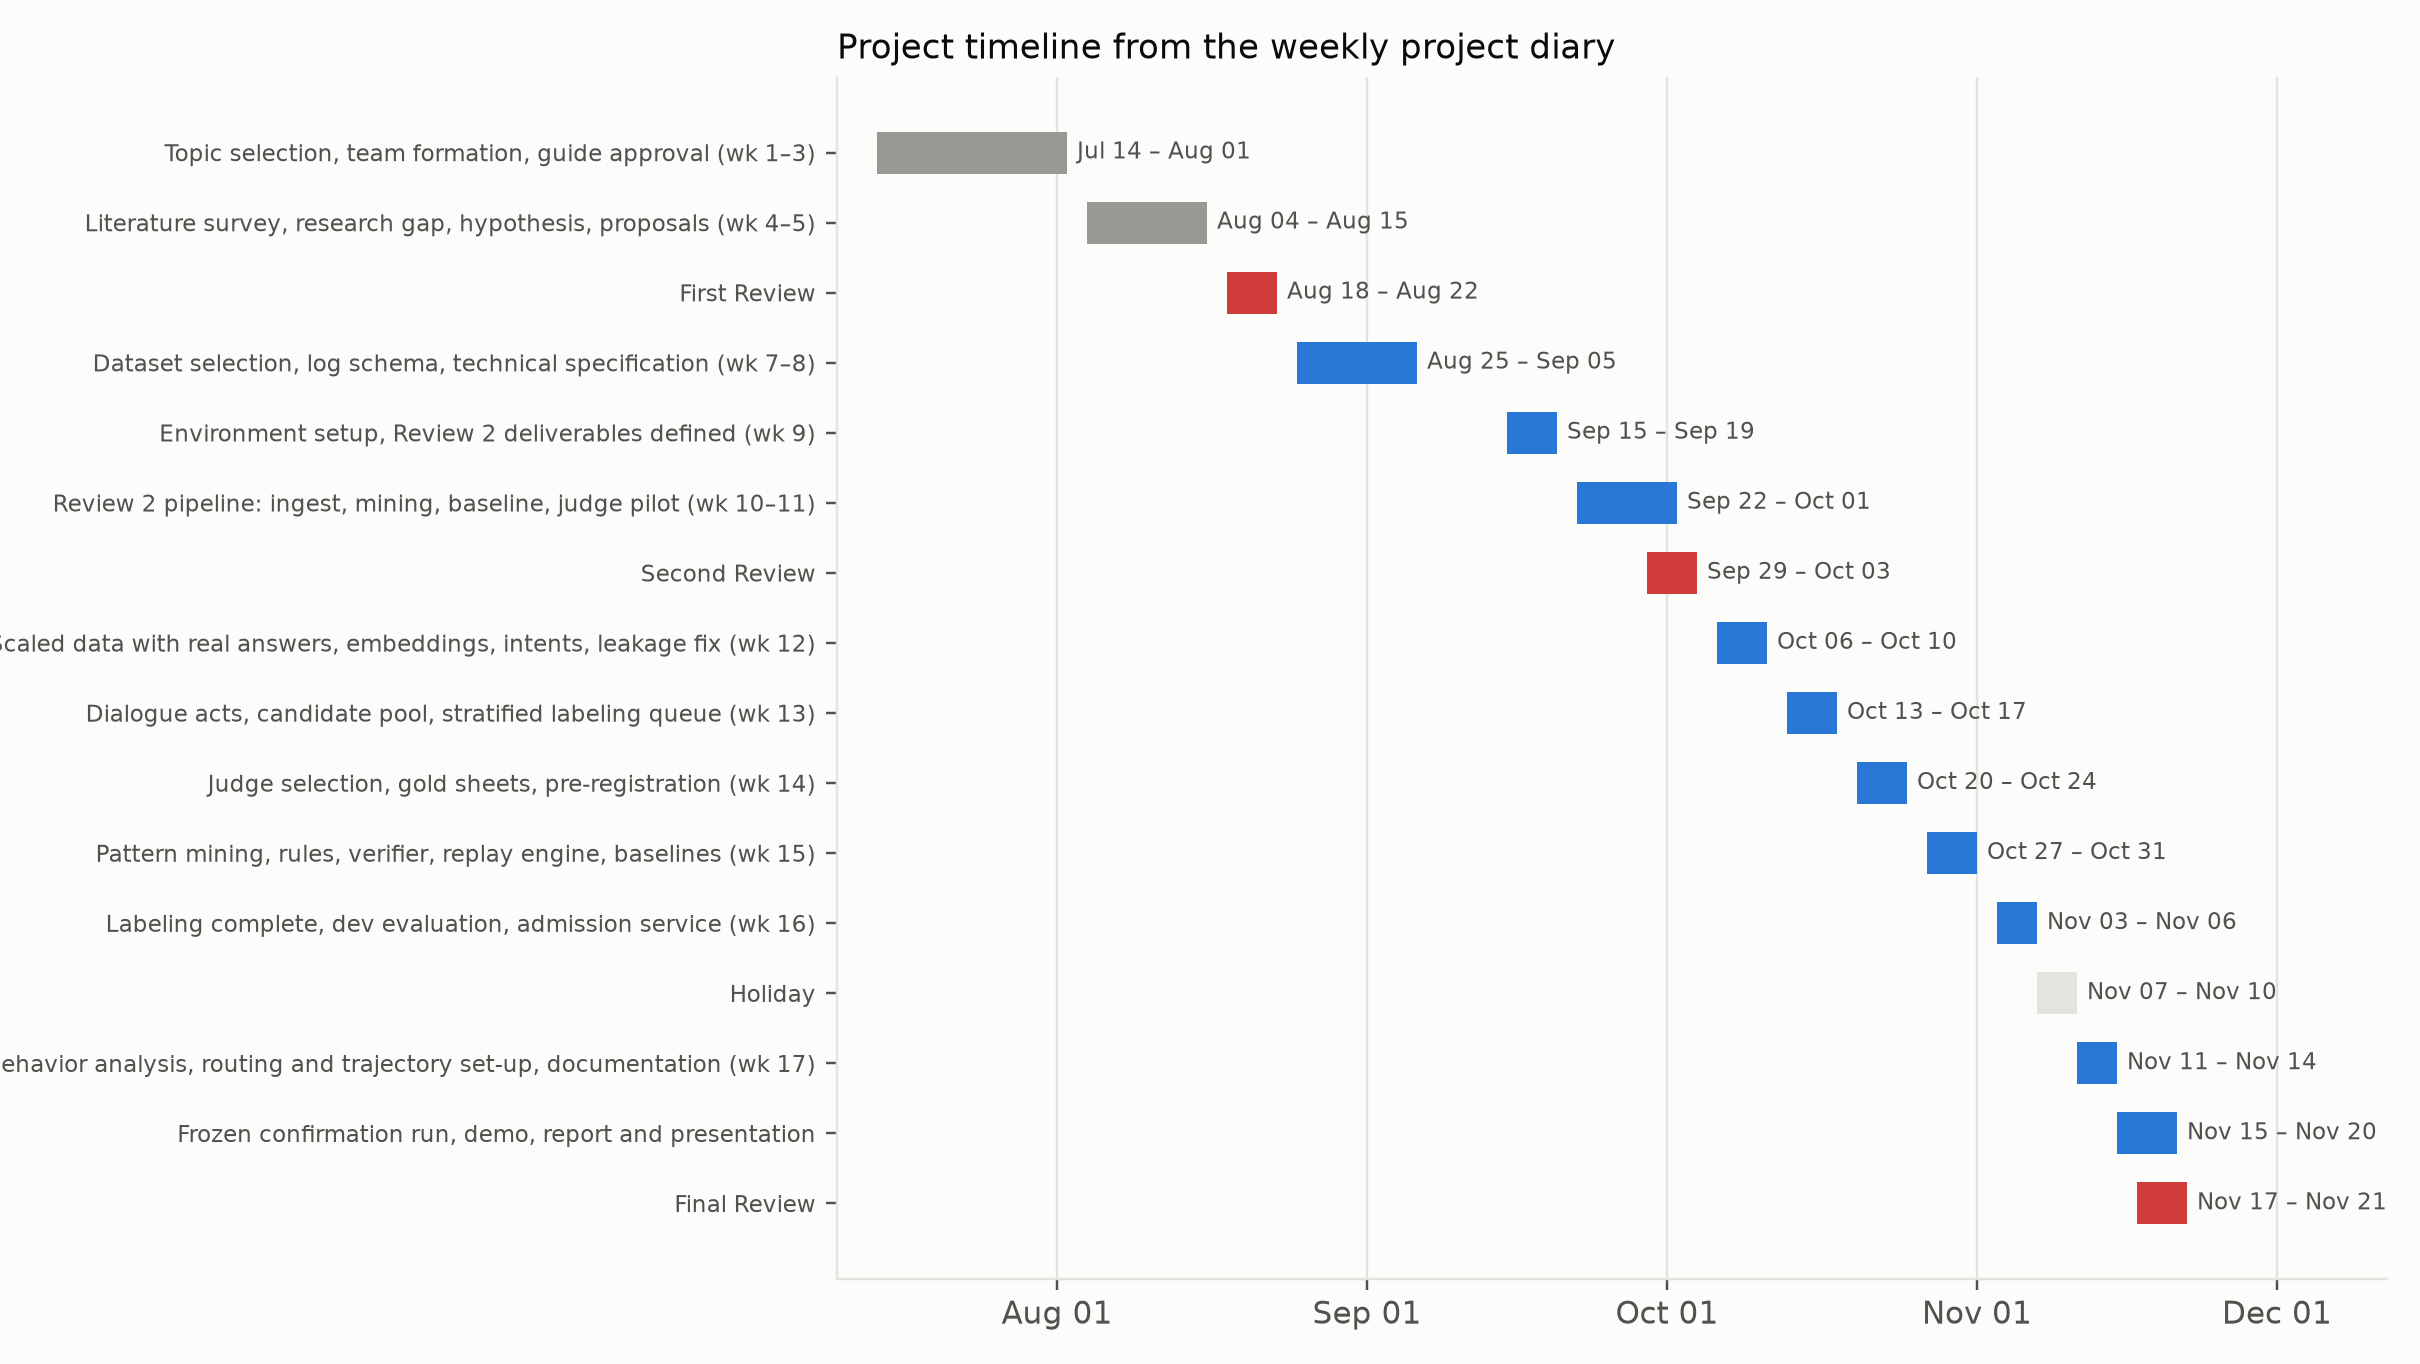 Project timeline from the weekly project diary
Topic selection, team formation, guide approval (wk 1–3)
Jul 14 – Aug 01
Literature survey, research gap, hypothesis, proposals (wk 4–5)
Aug 04 – Aug 15
First Review
Aug 18 – Aug 22
Dataset selection, log schema, technical specification (wk 7–8)
Aug 25 – Sep 05
Environment setup, Review 2 deliverables defined (wk 9)
Sep 15 – Sep 19
Review 2 pipeline: ingest, mining, baseline, judge pilot (wk 10–11)
Sep 22 – Oct 01
Second Review
Sep 29 – Oct 03
Scaled data with real answers, embeddings, intents, leakage fix (wk 12)
Oct 06 – Oct 10
Dialogue acts, candidate pool, stratified labeling queue (wk 13)
Oct 13 – Oct 17
Judge selection, gold sheets, pre-registration (wk 14)
Oct 20 – Oct 24
Pattern mining, rules, verifier, replay engine, baselines (wk 15)
Oct 27 – Oct 31
Labeling complete, dev evaluation, admission service (wk 16)
Nov 03 – Nov 06
Holiday
Nov 07 – Nov 10
ehavior analysis, routing and trajectory set-up, documentation (wk 17)
Nov 11 – Nov 14
Frozen confirmation run, demo, report and presentation
Nov 15 – Nov 20
Final Review
Nov 17 – Nov 21
Aug 01
Sep 01
Oct 01
Nov 01
Dec 01